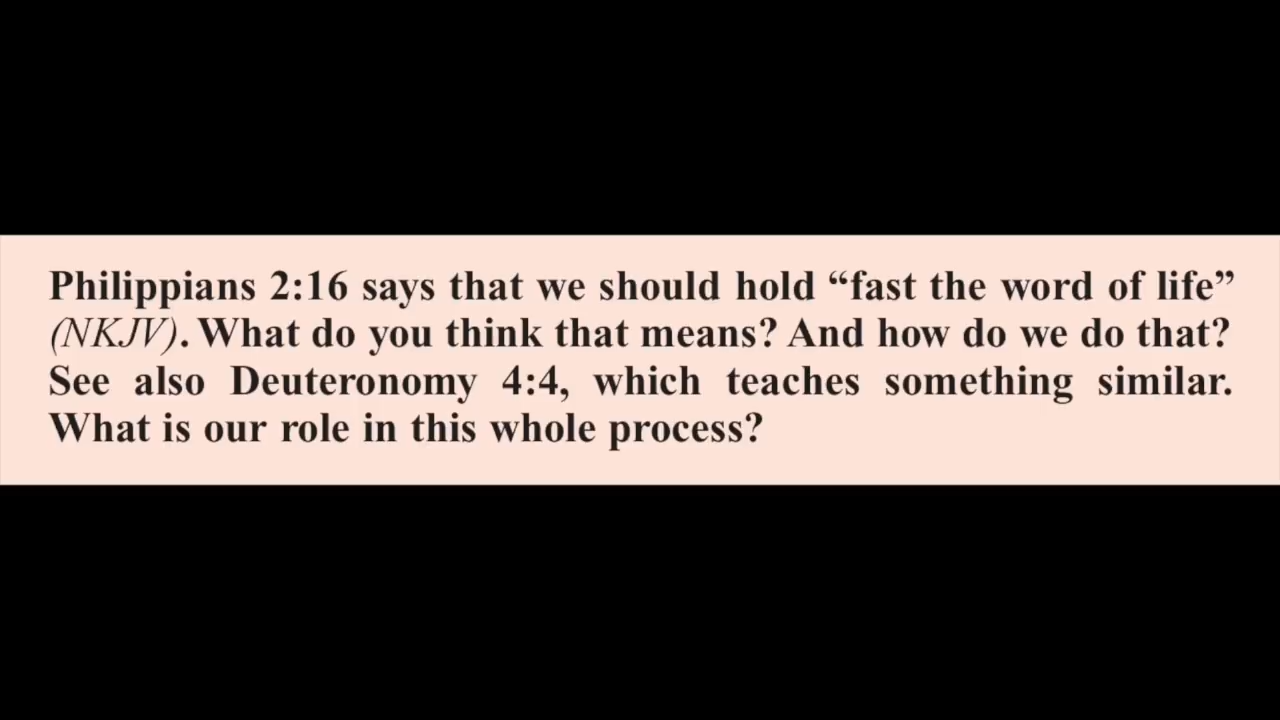 Philippians 2:16 says that we should hold “fast the word of life”
(NKJV). What do you think that means? And how do we do that?
See also Deuteronomy 4:4, which teaches something similar.
What is our role in this whole process?